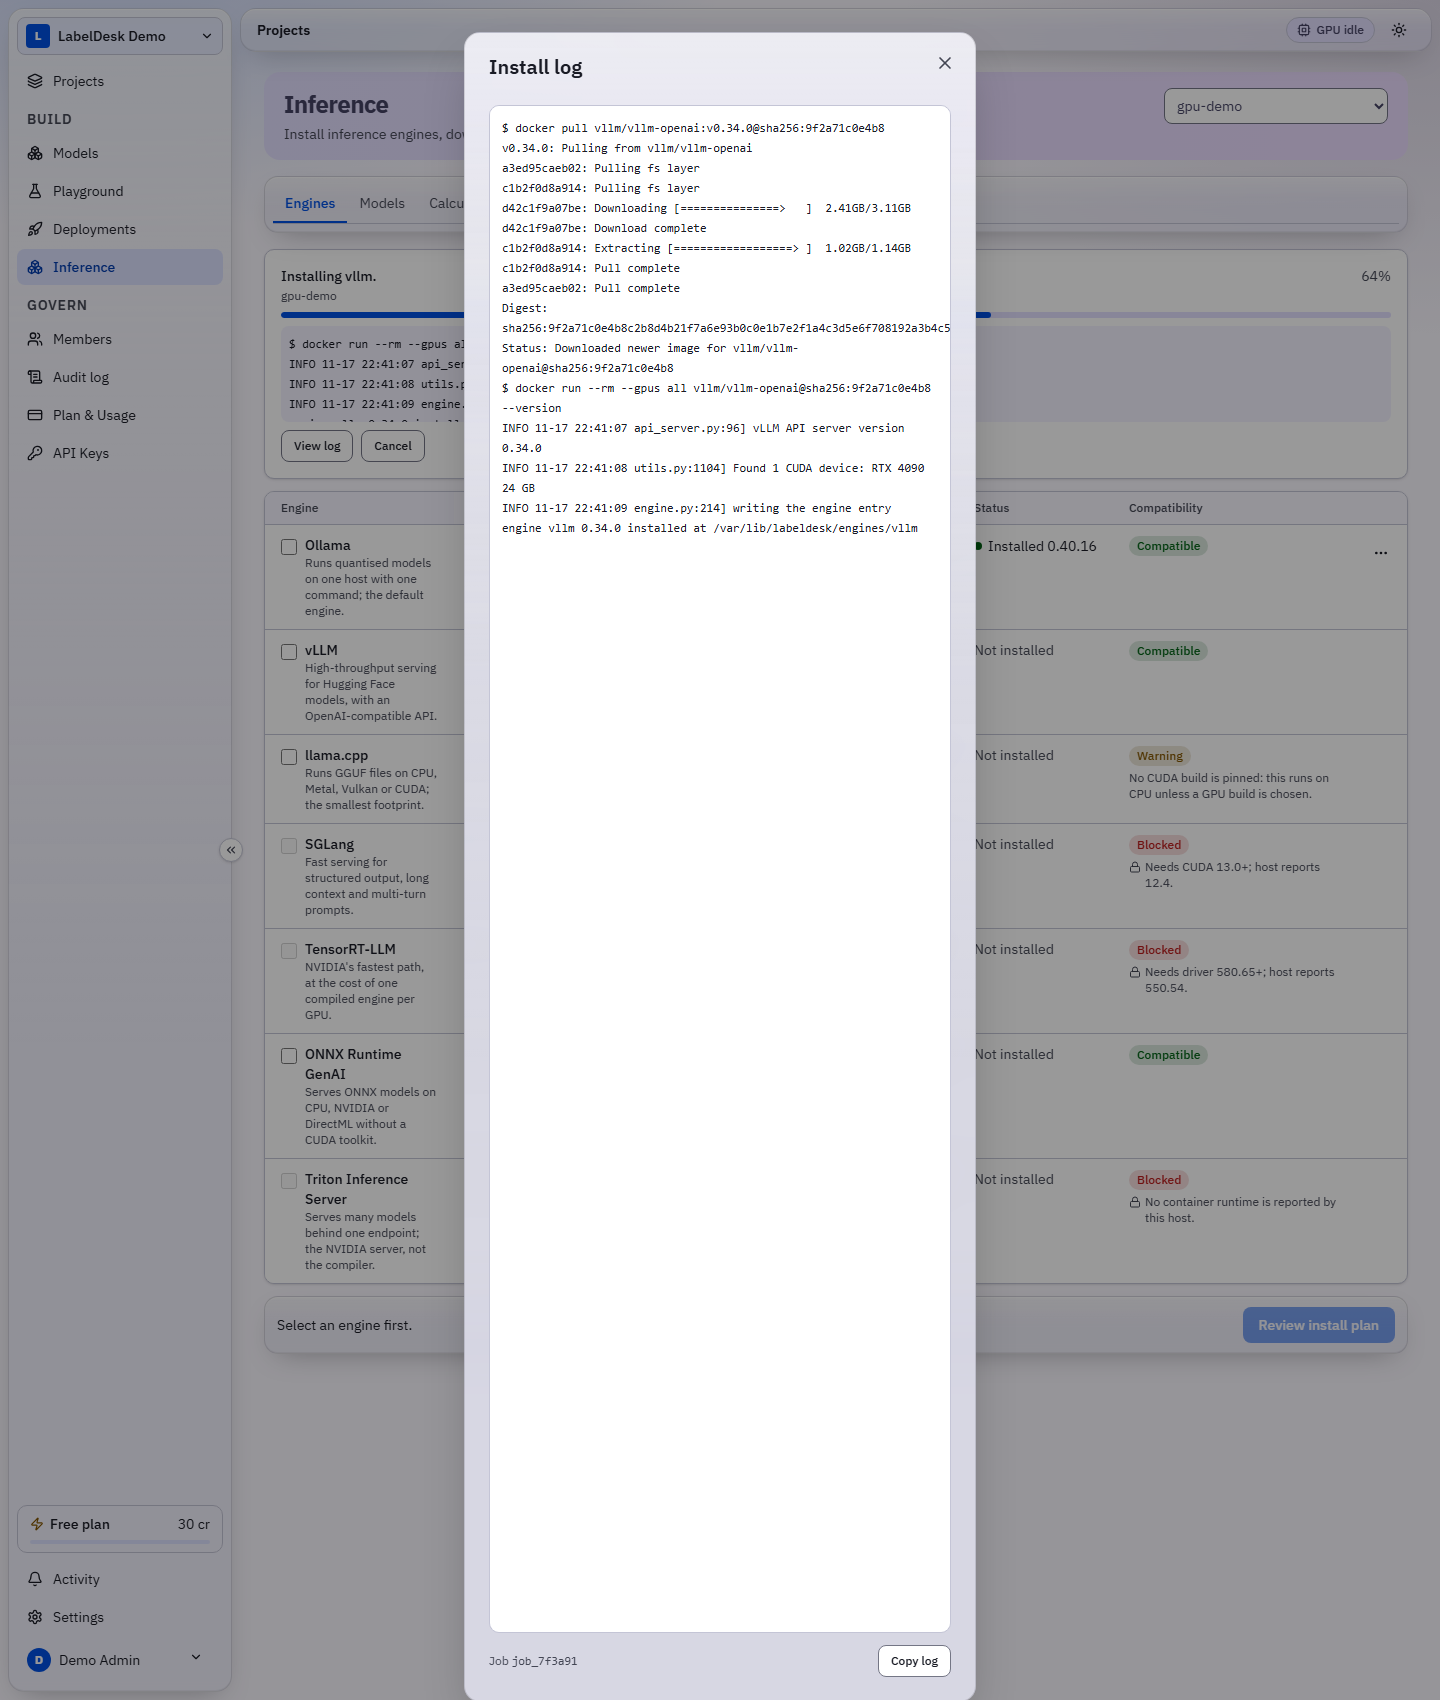 L LabelDesk Demo
Projects
BUILD
Models
Playground
Deployments
Inference
GOVERN
Members
Audit log
Plan & Usage
API Keys
Free plan 30 cr
Activity
Settings
D Demo Admin
Projects
GPU idle
Inference
Install inference engines,
gpu-demo
Engines Models
Installing vllm.
64%
gpu-demo
$ docker run --rm --gpus
INFO 11-17 22:41:07
INFO 11-17 22:41:08
INFO 11-17 22:41:09
View log Cancel
Engine Status Compatibility
Ollama
Runs quantised models
on one host with one
command; the default
engine.
Installed 0.40.16
Compatible
vLLM
High-throughput serving
for Hugging Face
models, with an
OpenAI-compatible API.
Not installed
Compatible
llama.cpp
Runs GGUF files on CPU,
Metal, Vulkan or CUDA;
the smallest footprint.
Not installed
Warning
No CUDA build is pinned: this runs on
CPU unless a GPU build is chosen.
SGLang
Fast serving for
structured output, long
context and multi-turn
prompts.
Not installed
Blocked
Needs CUDA 13.0+; host reports
12.4.
TensorRT-LLM
NVIDIA's fastest path,
at the cost of one
compiled engine per
GPU.
Not installed
Blocked
Needs driver 580.65+; host reports
550.54.
ONNX Runtime
GenAI
Serves ONNX models on
CPU, NVIDIA or
DirectML without a
CUDA toolkit.
Not installed
Compatible
Triton Inference
Server
Serves many models
behind one endpoint;
the NVIDIA server, not
the compiler.
Not installed
Blocked
No container runtime is reported by
this host.
Select an engine first.
Review install plan
Install log
$ docker pull vllm/vllm-openai:v0.34.0@sha256:9f2a71c0e4b8
v0.34.0: Pulling from vllm/vllm-openai
a3ed95caeb02: Pulling fs layer
c1b2f0d8a914: Pulling fs layer
d42c1f9a07be: Downloading [===============>   ]  2.41GB/3.11GB
d42c1f9a07be: Download complete
c1b2f0d8a914: Extracting [==================> ]  1.02GB/1.14GB
c1b2f0d8a914: Pull complete
a3ed95caeb02: Pull complete
Digest:
sha256:9f2a71c0e4b8c2b8d4b21f7a6e93b0c0e1b7e2f1a4c3d5e6f708192a3b4c5
Status: Downloaded newer image for vllm/vllm-
openai@sha256:9f2a71c0e4b8
$ docker run --rm --gpus all vllm/vllm-openai@sha256:9f2a71c0e4b8
--version
INFO 11-17 22:41:07 api_server.py:96] vLLM API server version
0.34.0
INFO 11-17 22:41:08 utils.py:1104] Found 1 CUDA device: RTX 4090
24 GB
INFO 11-17 22:41:09 engine.py:214] writing the engine entry
engine vllm 0.34.0 installed at /var/lib/labeldesk/engines/vllm
Job job_7f3a91
Copy log